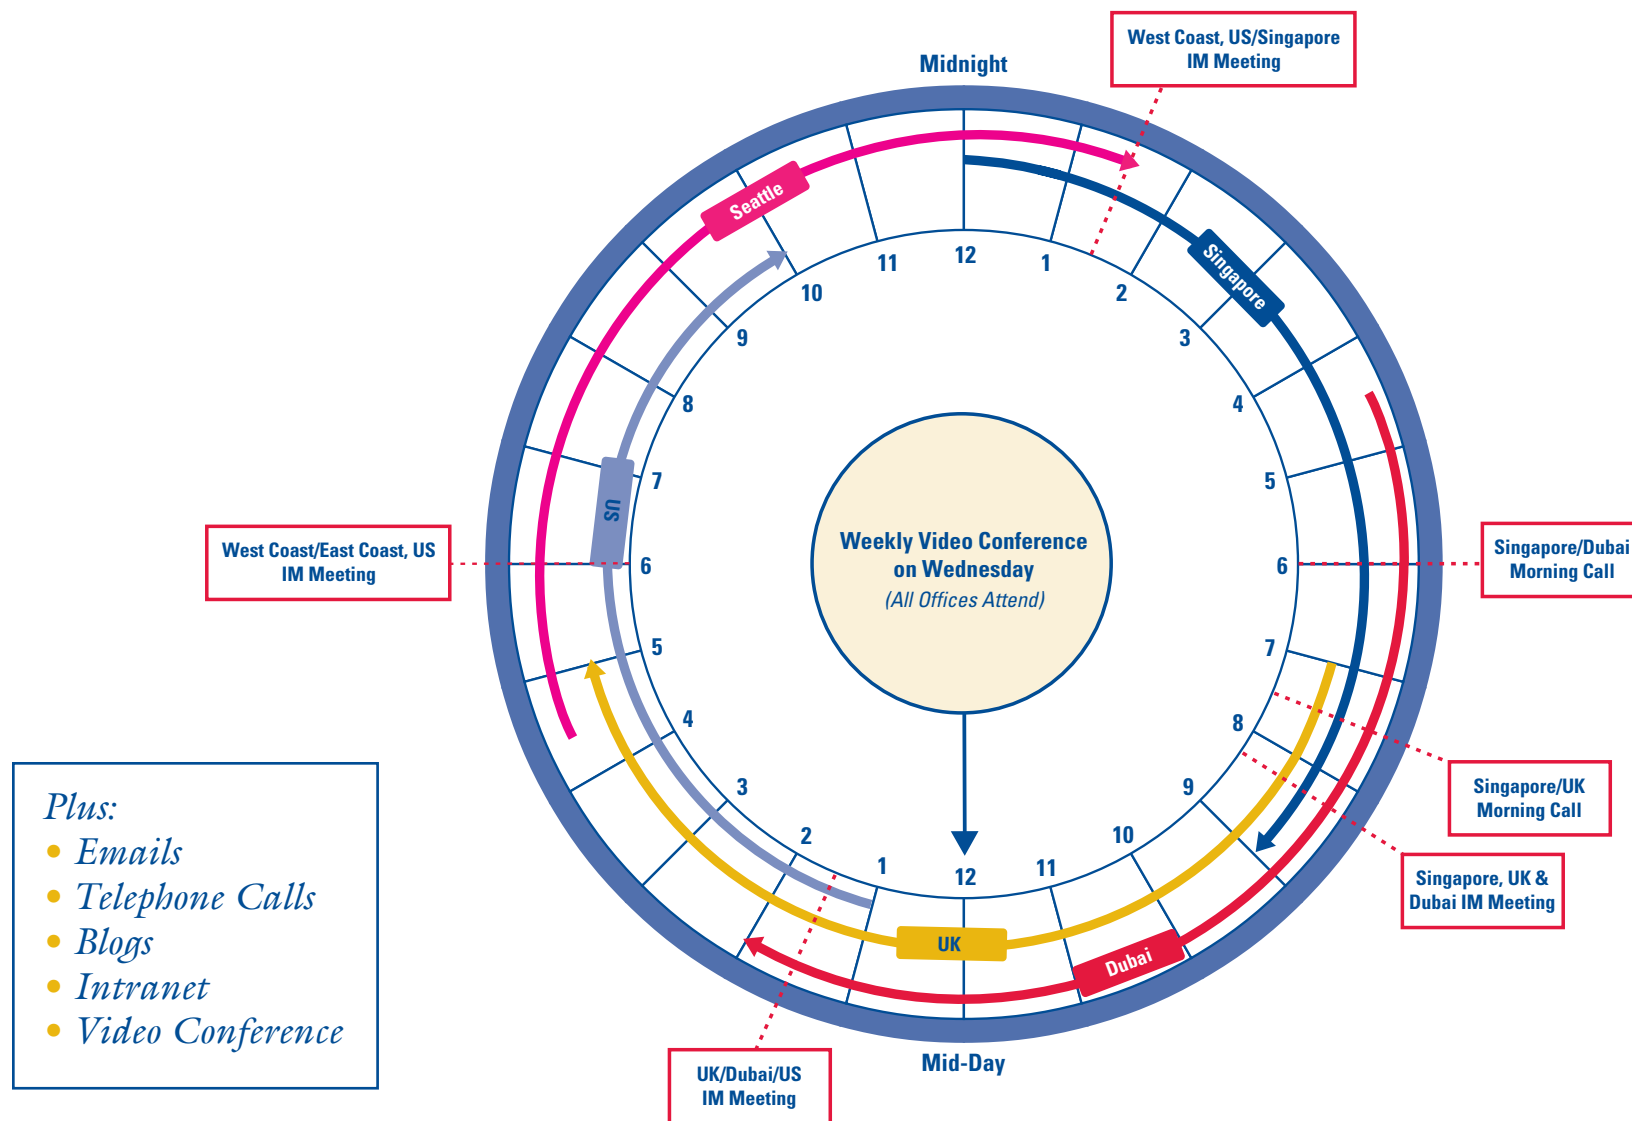 West Coast, US/Singapore
IM Meeting
Midnight
Seattle
Singapore
12
1
2
3
4
5
6
7
8
9
10
11
12
1
2
3
4
5
6
7
8
9
10
11
US
West Coast/East Coast, US
IM Meeting
Weekly Video Conference
on Wednesday
(All Offices Attend)
Singapore/Dubai
Morning Call
Singapore/UK
Morning Call
Singapore, UK &
Dubai IM Meeting
UK
Dubai
Mid-Day
UK/Dubai/US
IM Meeting
Plus:
• Emails
• Telephone Calls
• Blogs
• Intranet
• Video Conference